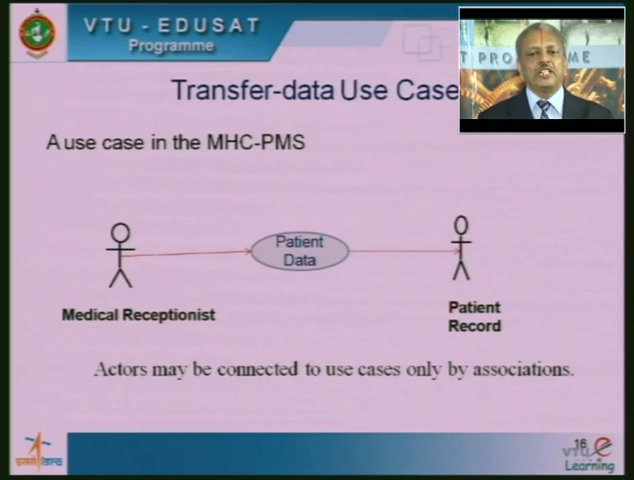 VTU - EDUSAT
Programme
T PROGRAMME
Transfer-data Use Case
A use case in the MHC-PMS
Patient
Data
Medical Receptionist
Patient
Record
Actors may be connected to use cases only by associations.
16
VTU e
Learning